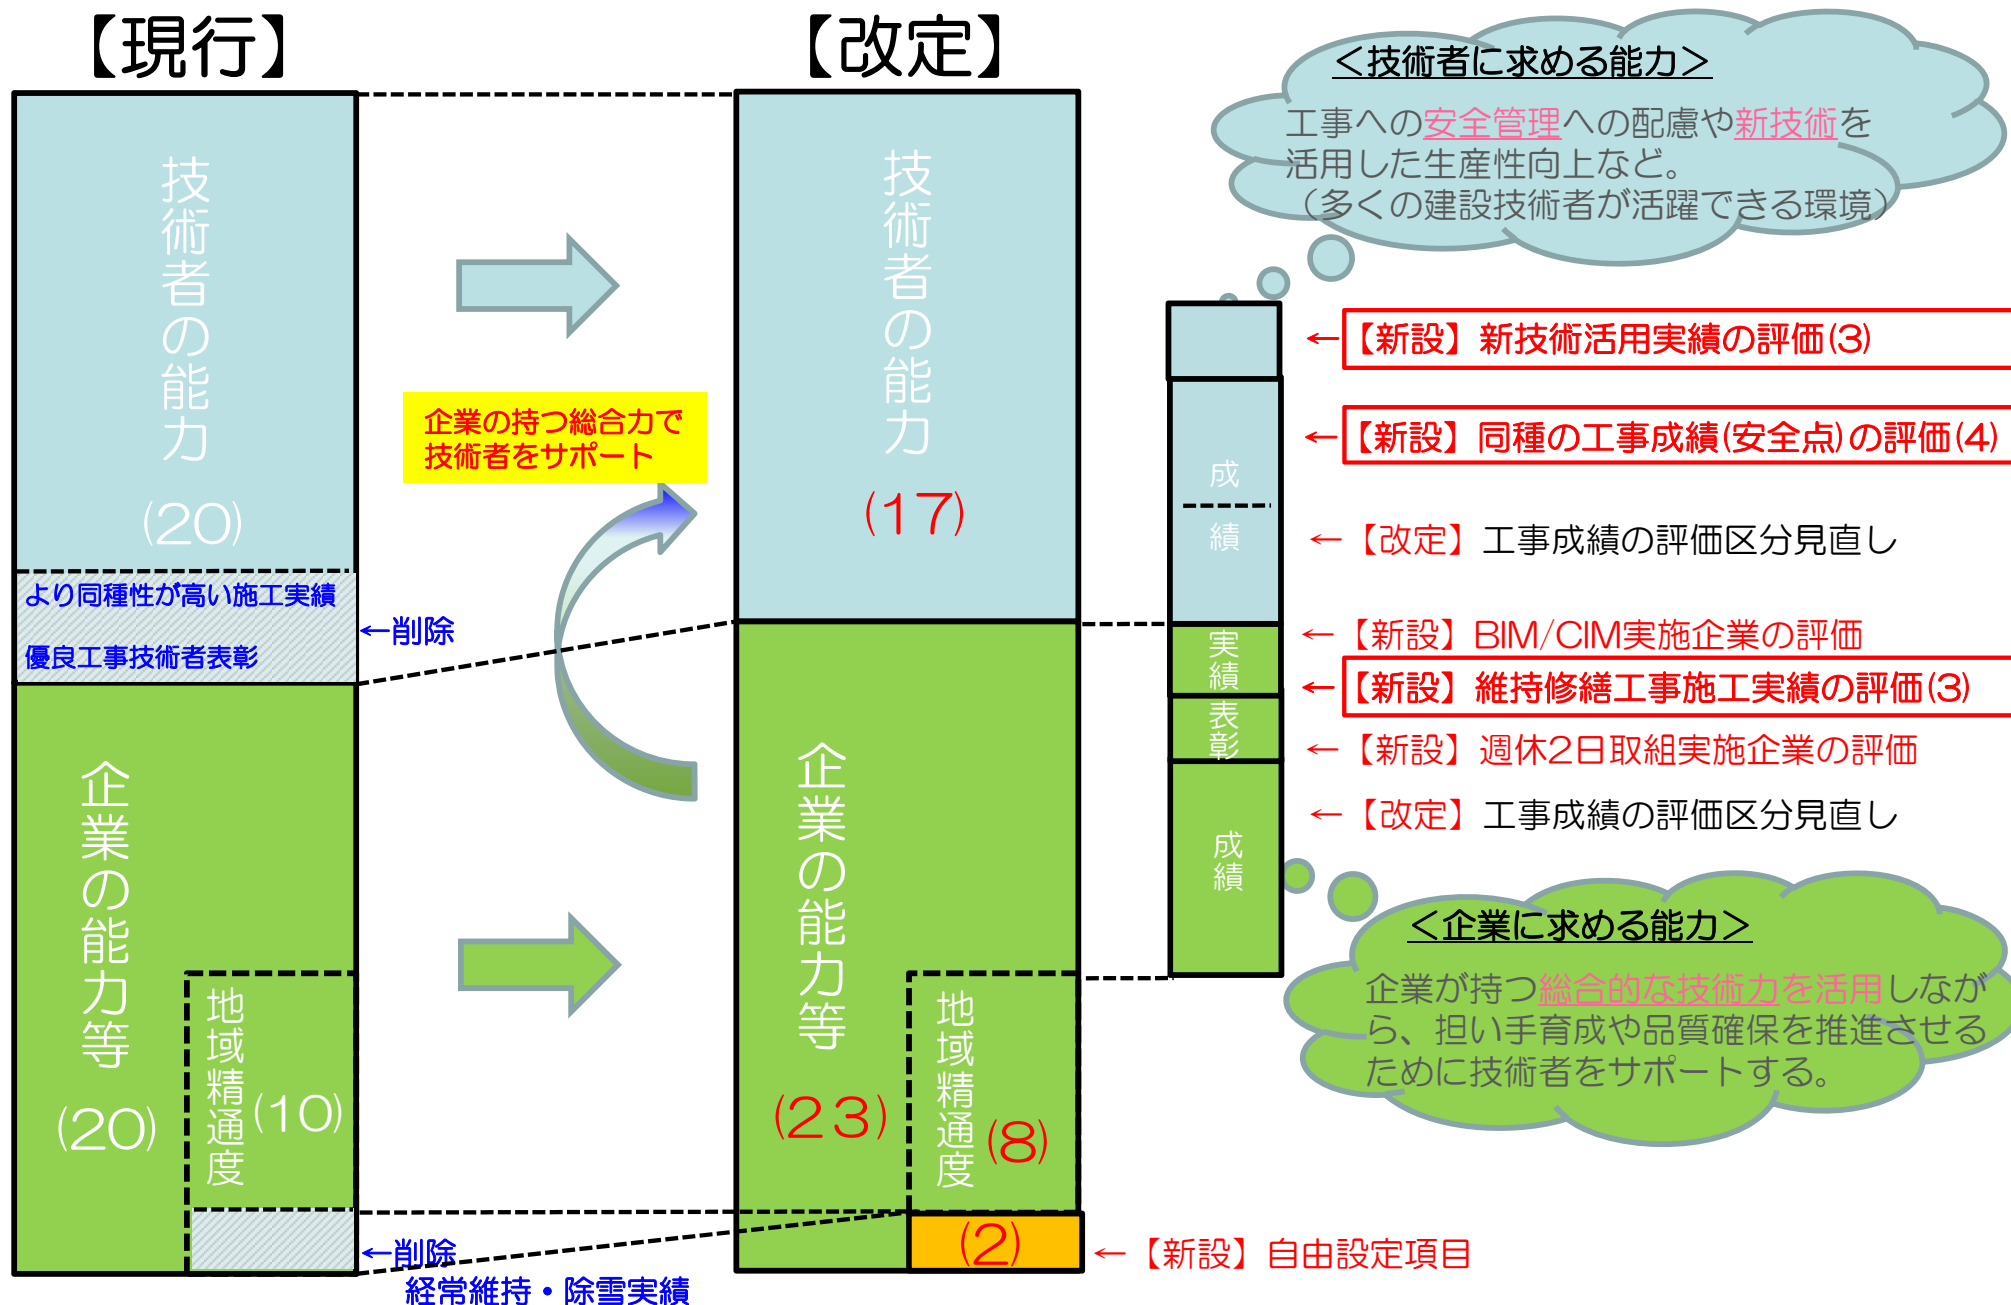 【現行】
技術者の能力
(20)
より同種性が高い施工実績
優良工事技術者表彰
←削除
企業の能力等
(20)
地域精通度
(10)
←削除
経常維持・除雪実績
企業の持つ総合力で
技術者をサポート
【改定】
技術者の能力
(17)
企業の能力等
(23)
地域精通度
(8)
(2)
←【新設】自由設定項目
成
績
実績
表彰
成績
<技術者に求める能力>
工事への安全管理への配慮や新技術を
活用した生産性向上など。
(多くの建設技術者が活躍できる環境)
←【新設】新技術活用実績の評価(3)
←【新設】同種の工事成績(安全点)の評価(4)
←【改定】工事成績の評価区分見直し
←【新設】BIM/CIM実施企業の評価
←【新設】維持修繕工事施工実績の評価(3)
←【新設】週休2日取組実施企業の評価
←【改定】工事成績の評価区分見直し
<企業に求める能力>
企業が持つ総合的な技術力を活用しなが
ら、担い手育成や品質確保を推進させる
ために技術者をサポートする。